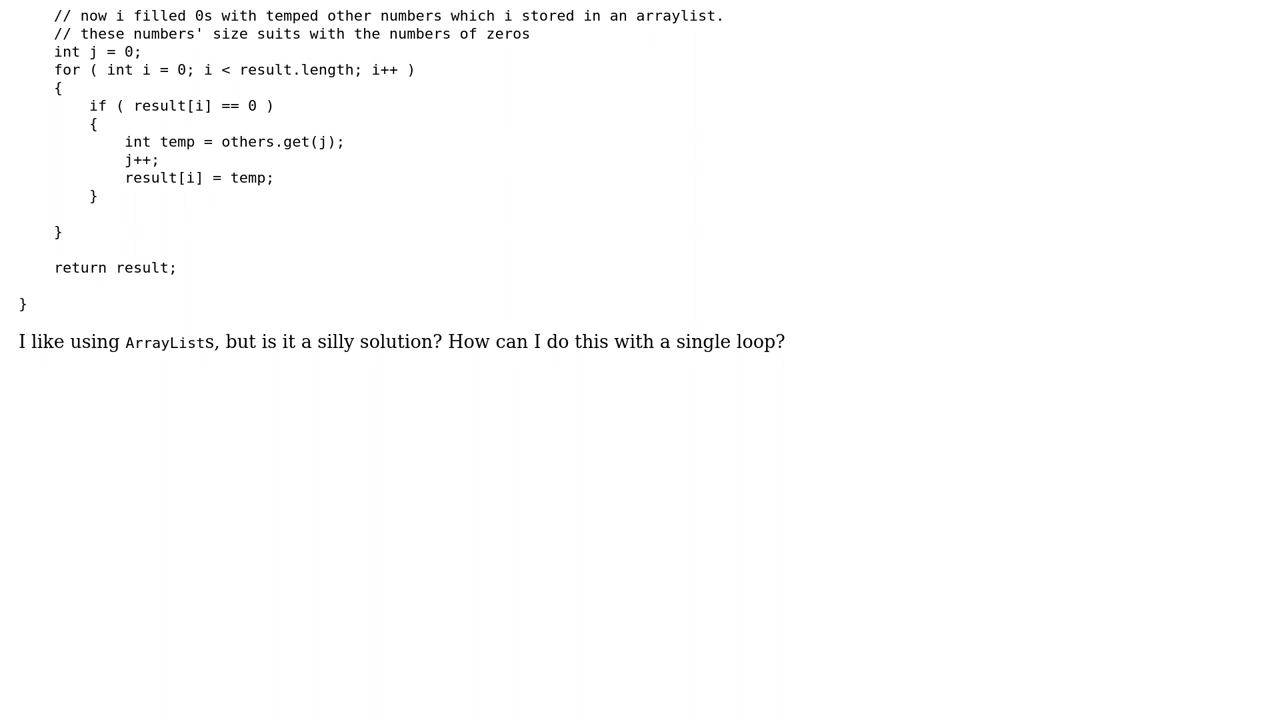 // now i filled 0s with temped other numbers which i stored in an arraylist.
// these numbers' size suits with the numbers of zeros
int j = 0;
for ( int i = 0; i < result.length; i++ )
{
if ( result[i] == 0 )
{
int temp = others.get(j);
j++;
result[i] = temp;
}
}
return result;
}
I like using ArrayLists, but is it a silly solution? How can I do this with a single loop?